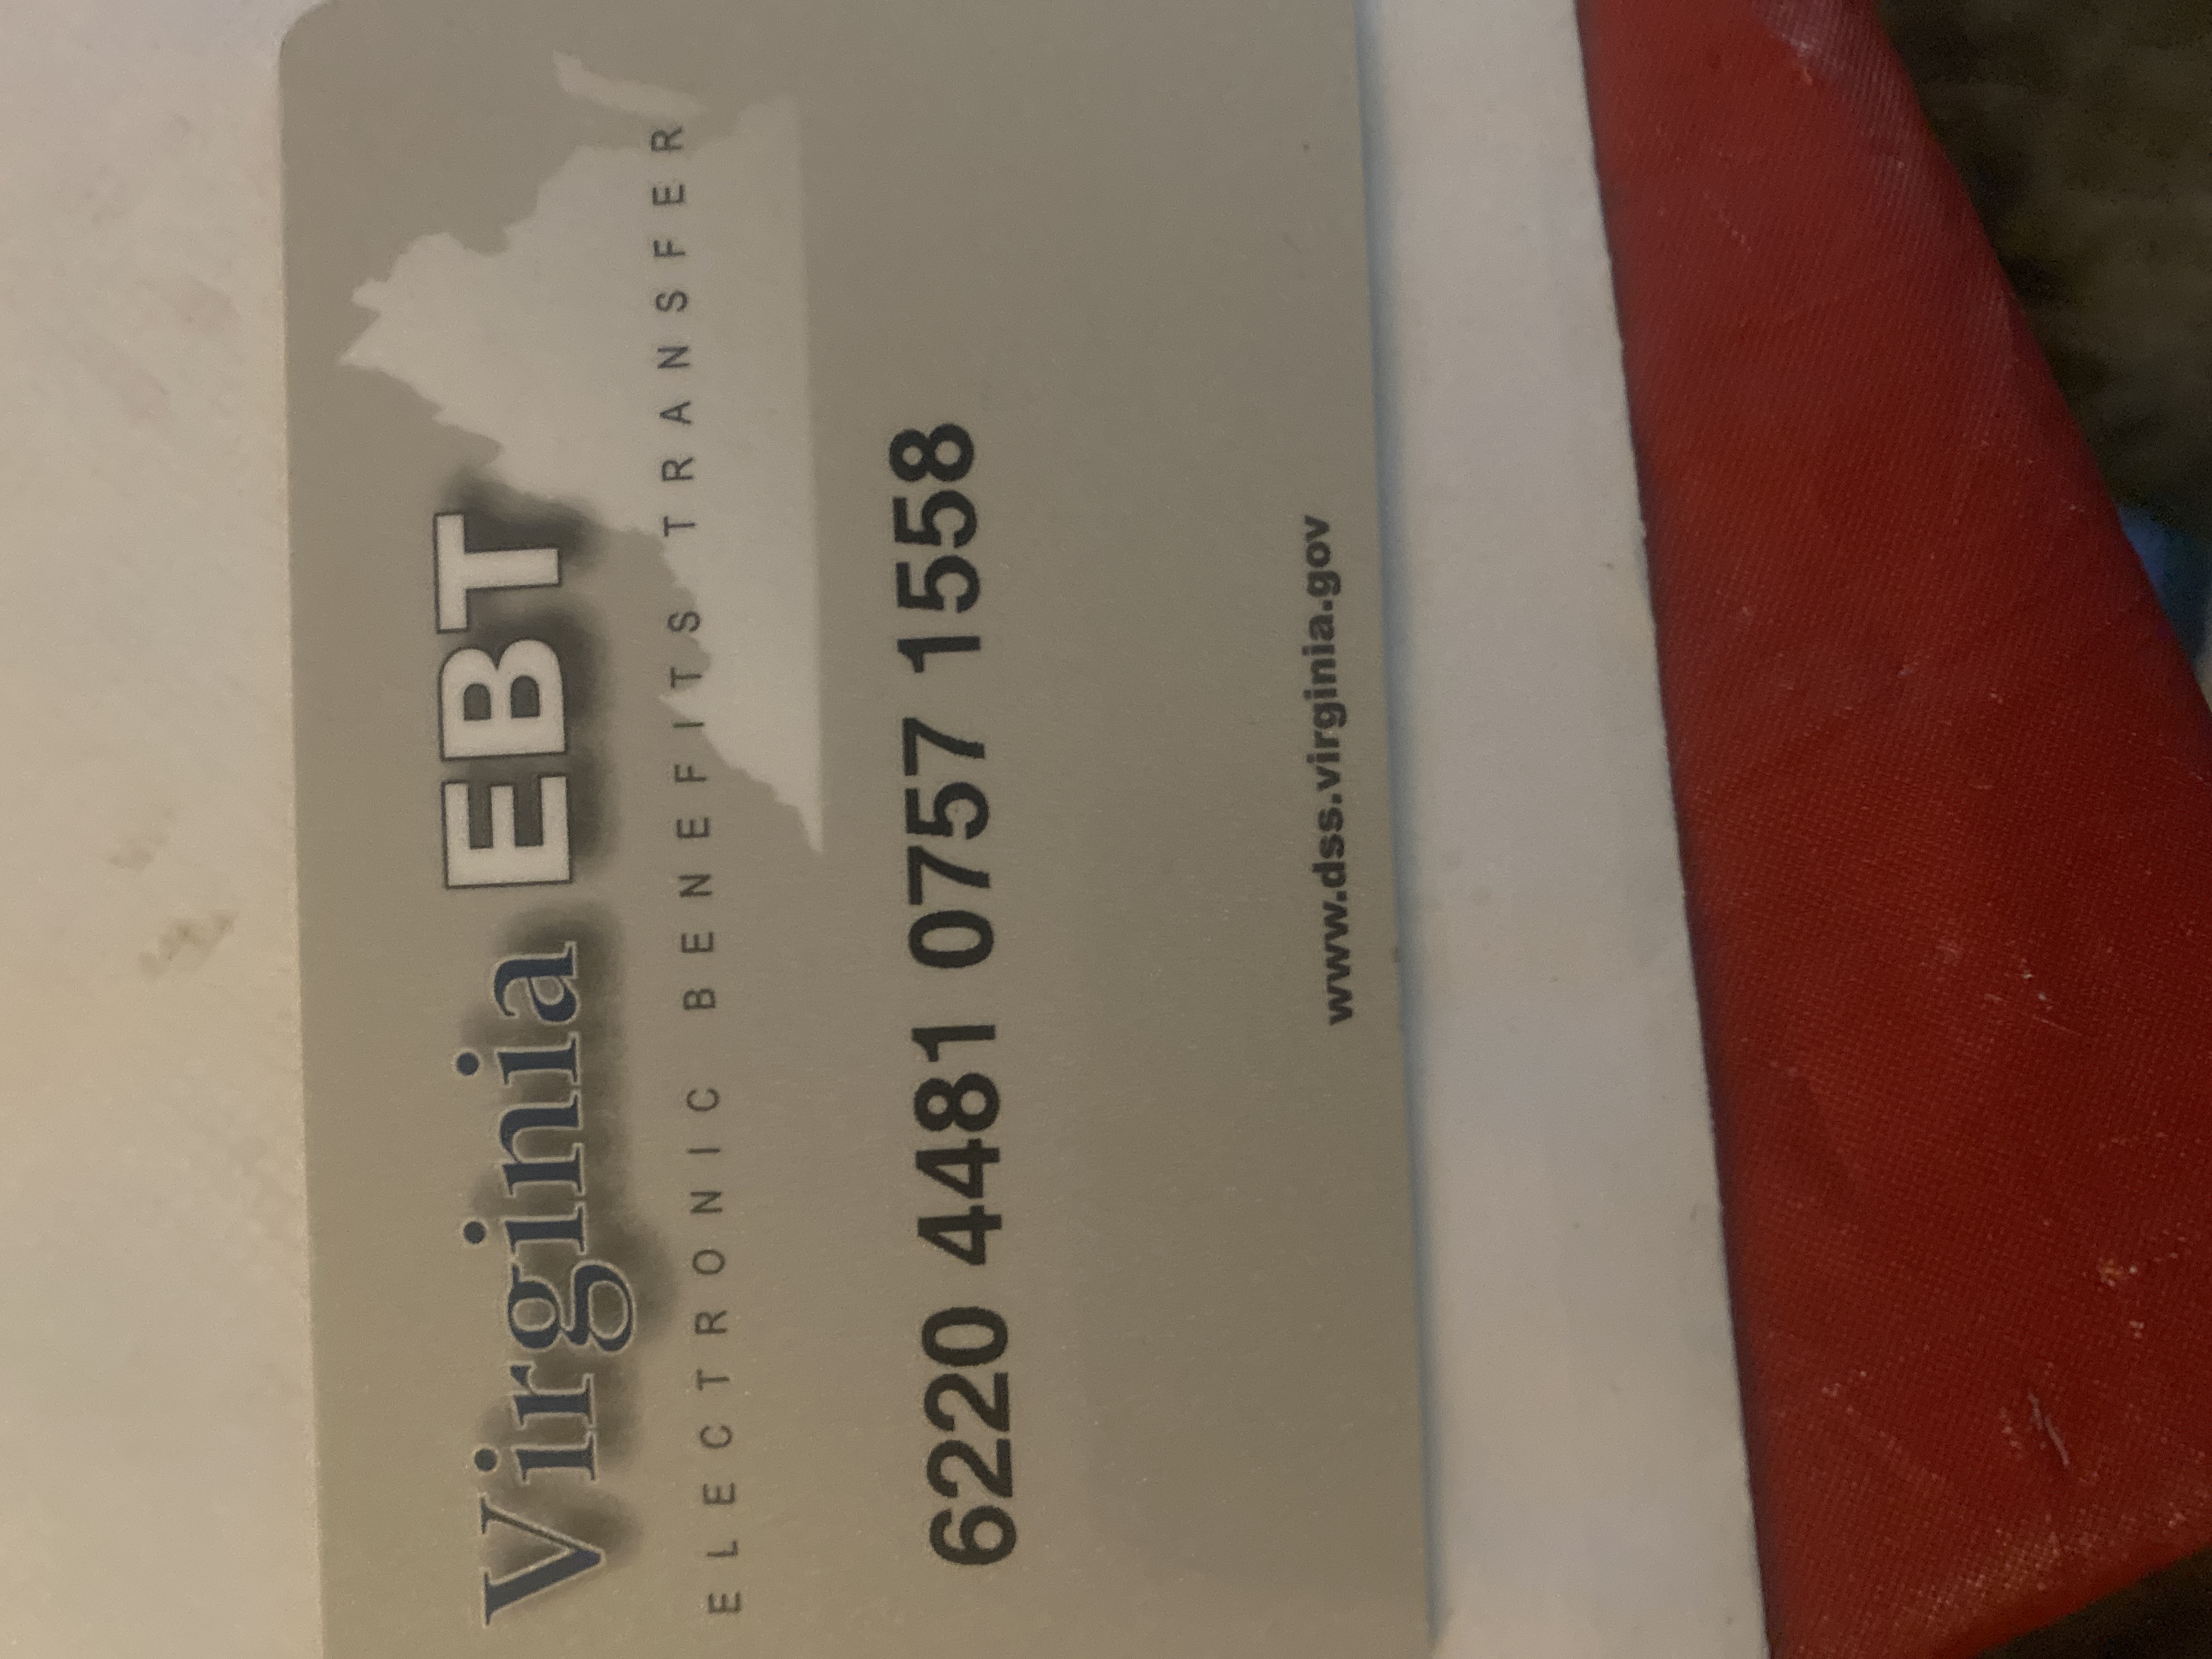 Virginia EBT
ELECTRONIC BENEFITS TRANSFER
6220 4481 0757 1558
www.dss.virginia.gov